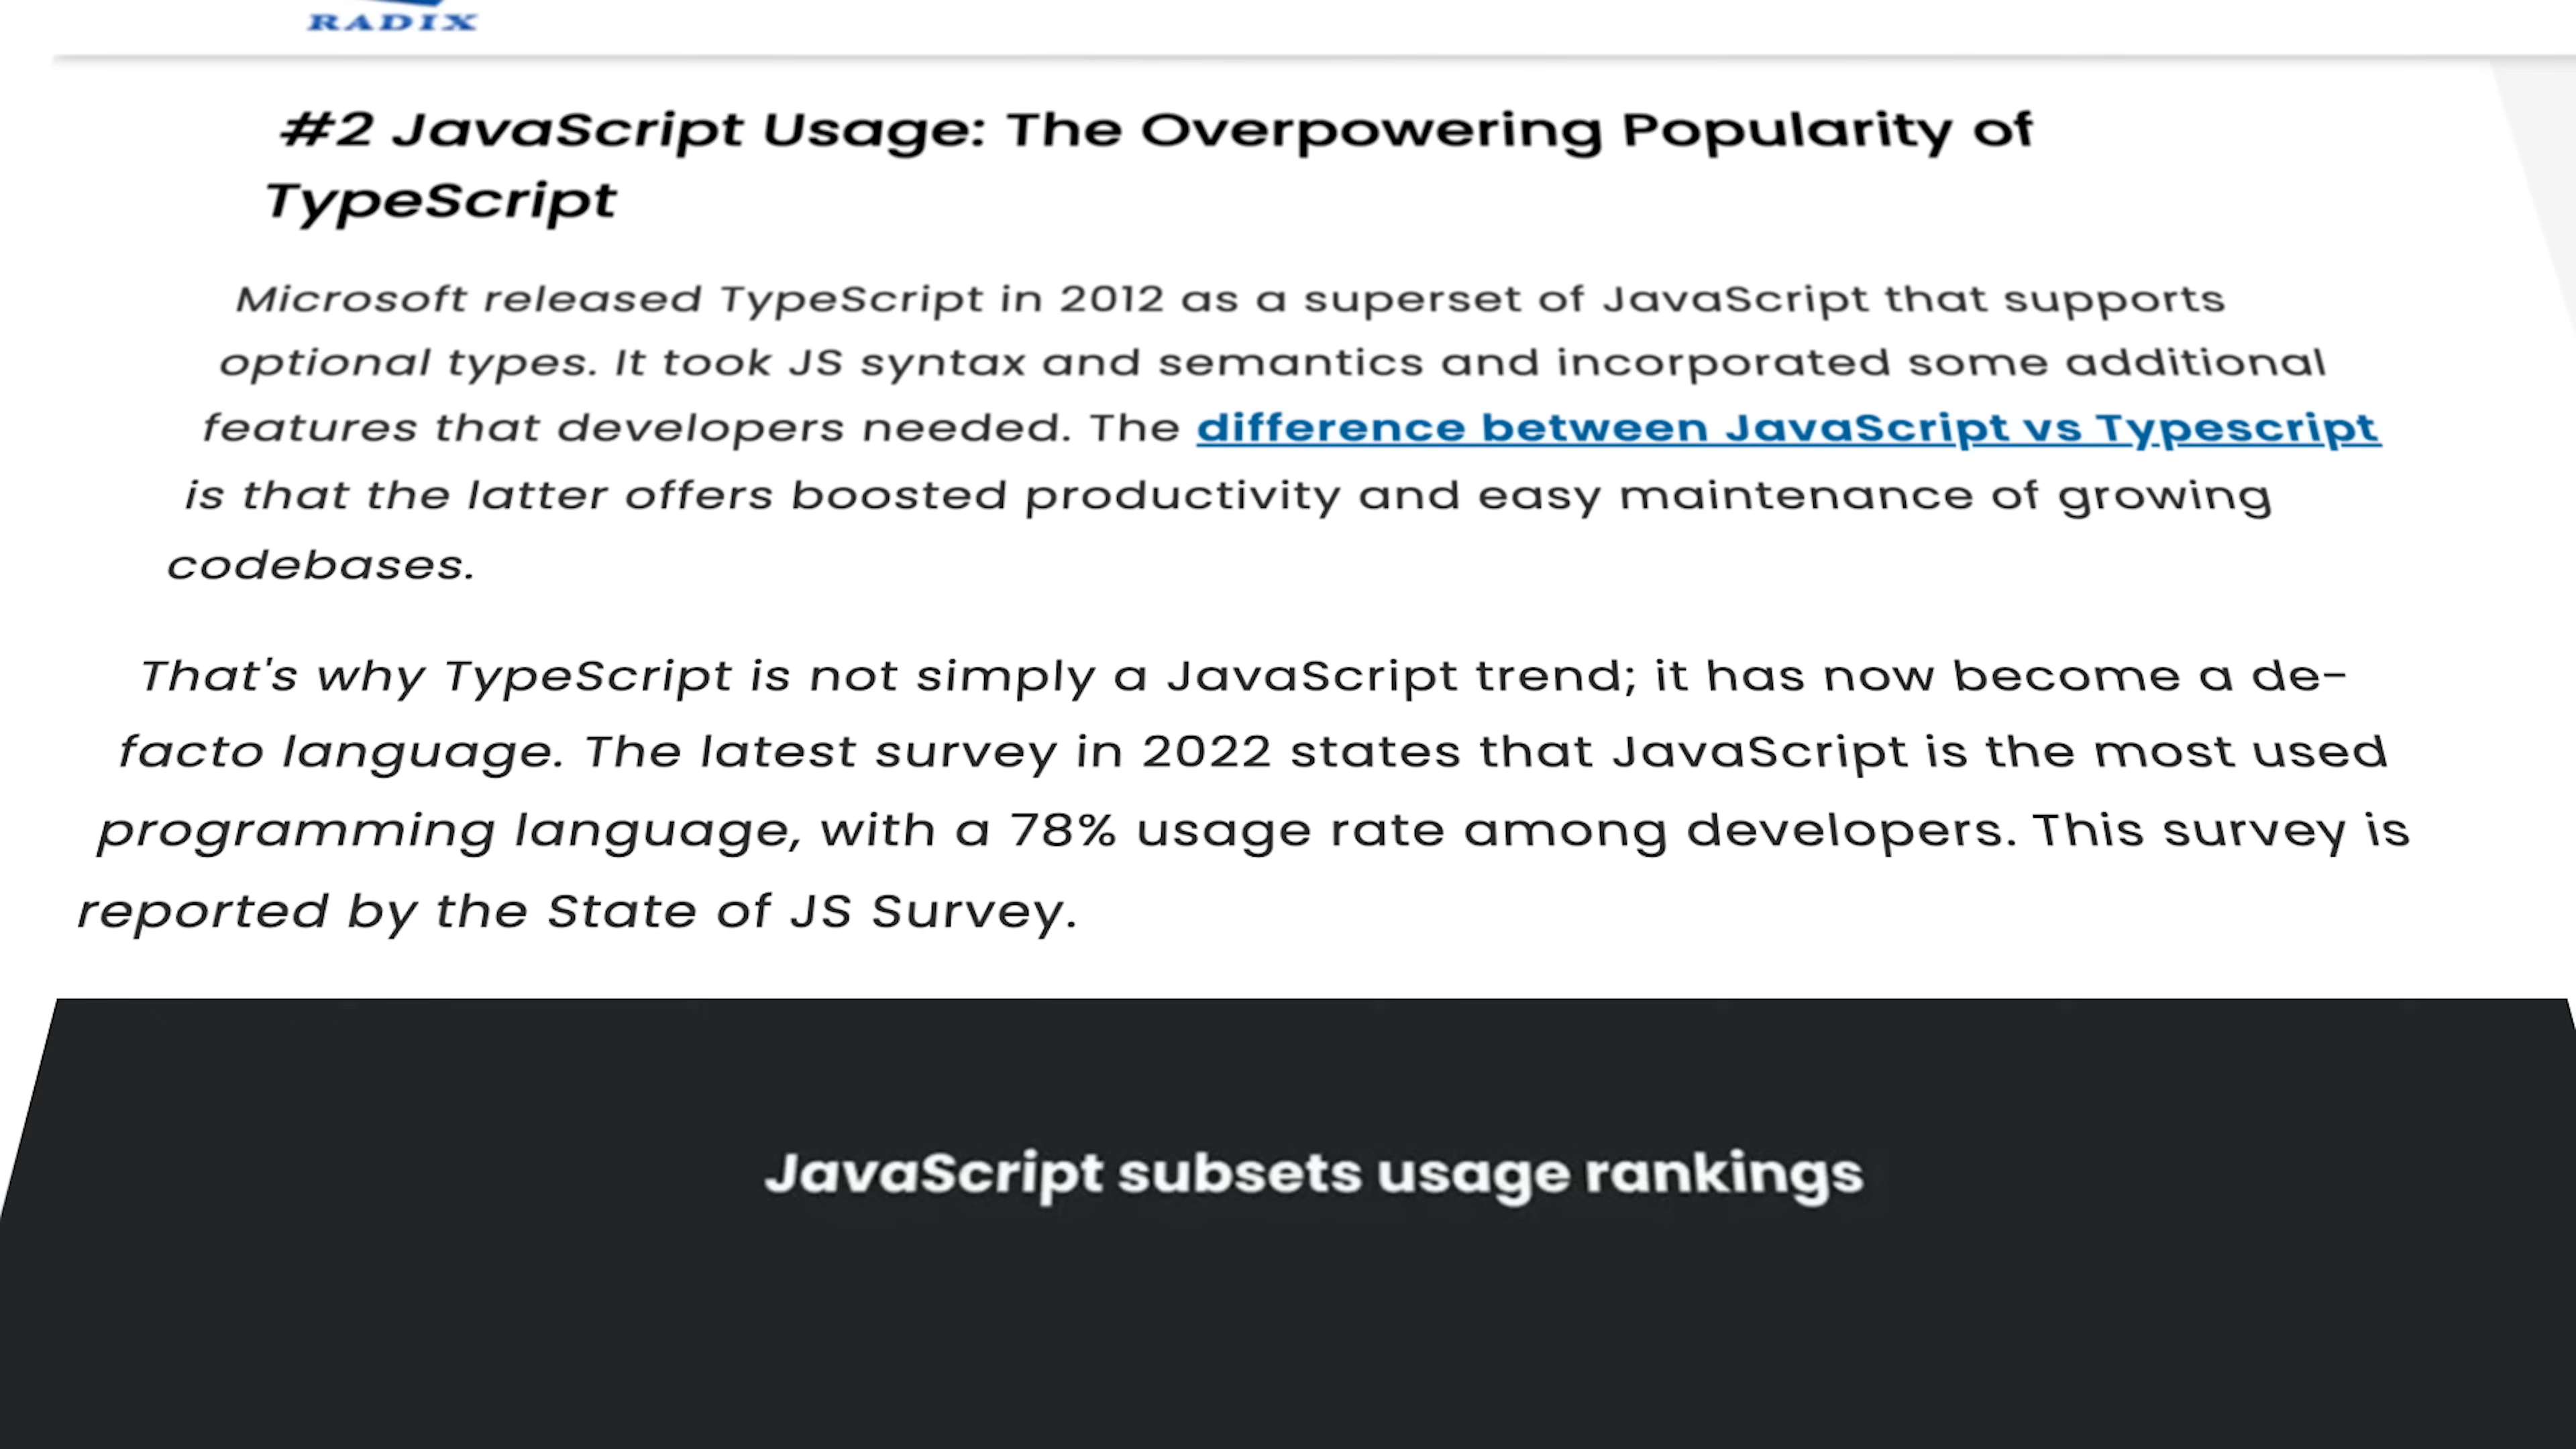 RADIX
#2 JavaScript Usage: The Overpowering Popularity of
TypeScript
Microsoft released TypeScript in 2012 as a superset of JavaScript that supports
optional types. It took JS syntax and semantics and incorporated some additional
features that developers needed. The difference between JavaScript vs Typescript
is that the latter offers boosted productivity and easy maintenance of growing
codebases.
That's why TypeScript is not simply a JavaScript trend; it has now become a de-
facto language. The latest survey in 2022 states that JavaScript is the most used
programming language, with a 78% usage rate among developers. This survey is
reported by the State of JS Survey.
JavaScript subsets usage rankings